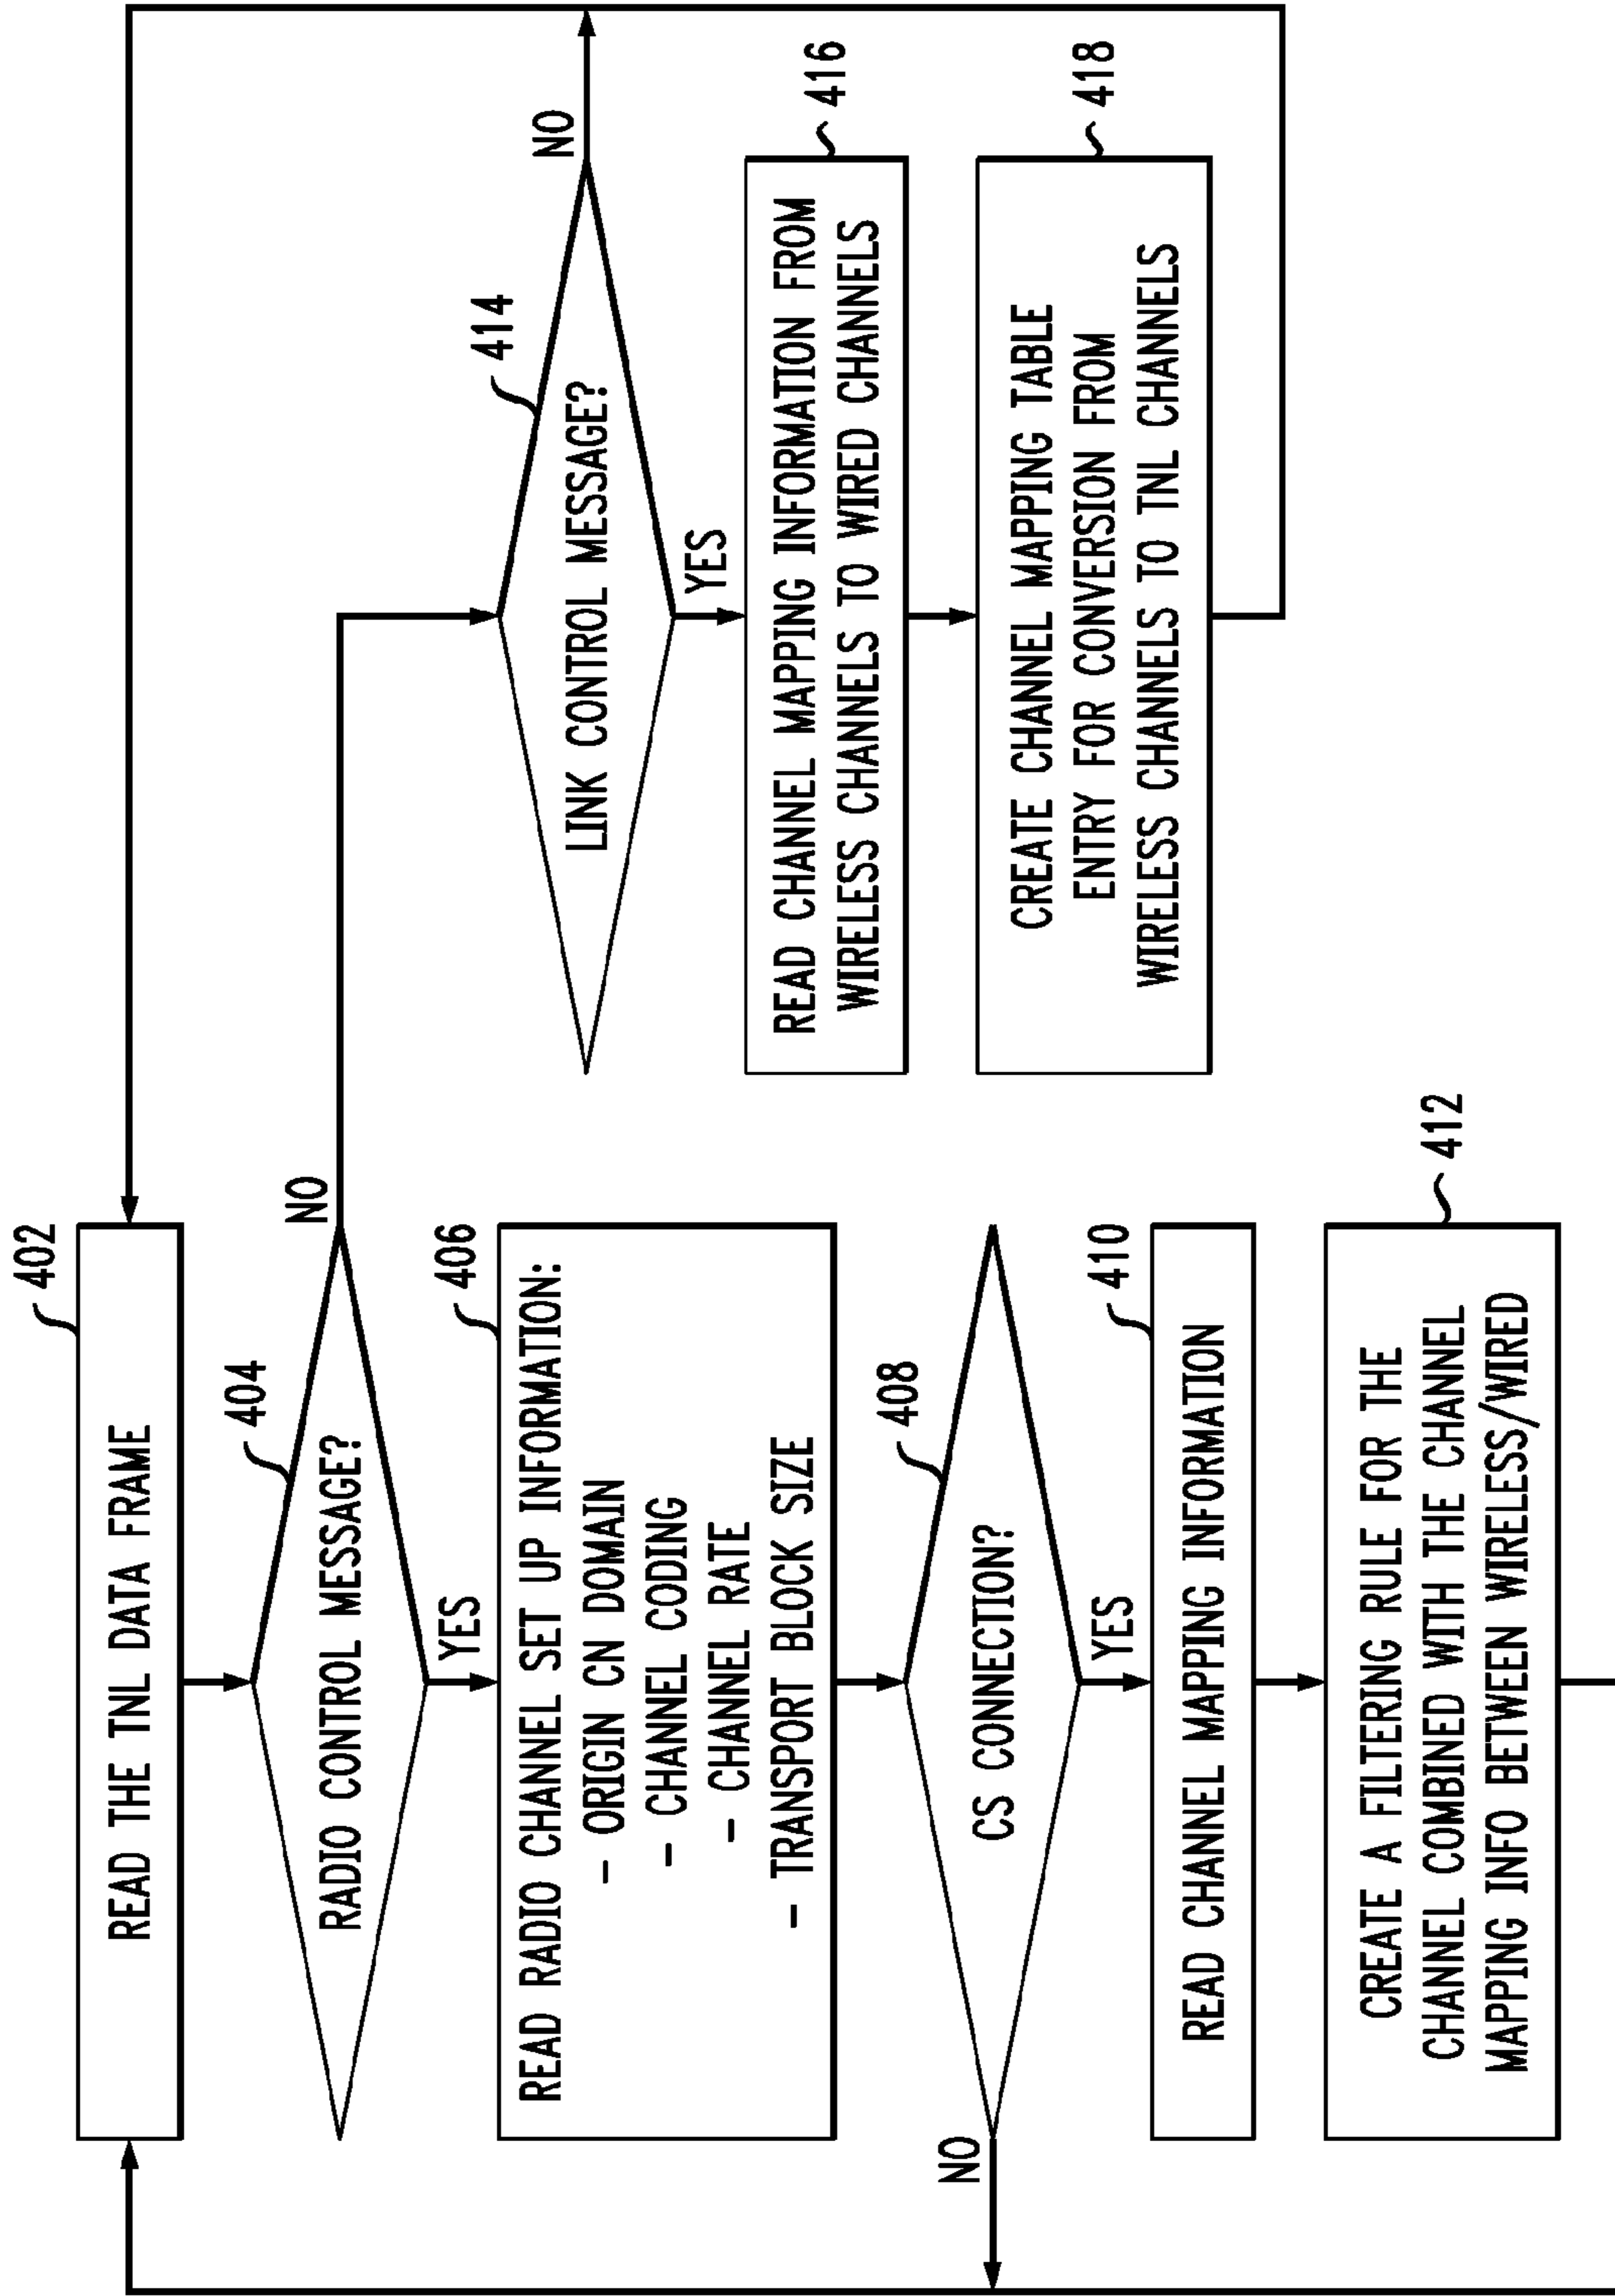 402
READ THE TNL DATA FRAME
404
RADIO CONTROL MESSAGE?
NO
YES
406
READ RADIO CHANNEL SET UP INFORMATION:
- ORIGIN CN DOMAIN
- CHANNEL CODING
- CHANNEL RATE
- TRANSPORT BLOCK SIZE
408
CS CONNECTION?
NO
YES
410
READ CHANNEL MAPPING INFORMATION
412
CREATE A FILTERING RULE FOR THE
CHANNEL COMBINED WITH THE CHANNEL
MAPPING INFO BETWEEN WIRELESS/WIRED
414
LINK CONTROL MESSAGE?
NO
YES
416
READ CHANNEL MAPPING INFORMATION FROM
WIRELESS CHANNELS TO WIRED CHANNELS
418
CREATE CHANNEL MAPPING TABLE
ENTRY FOR CONVERSION FROM
WIRELESS CHANNELS TO TNL CHANNELS